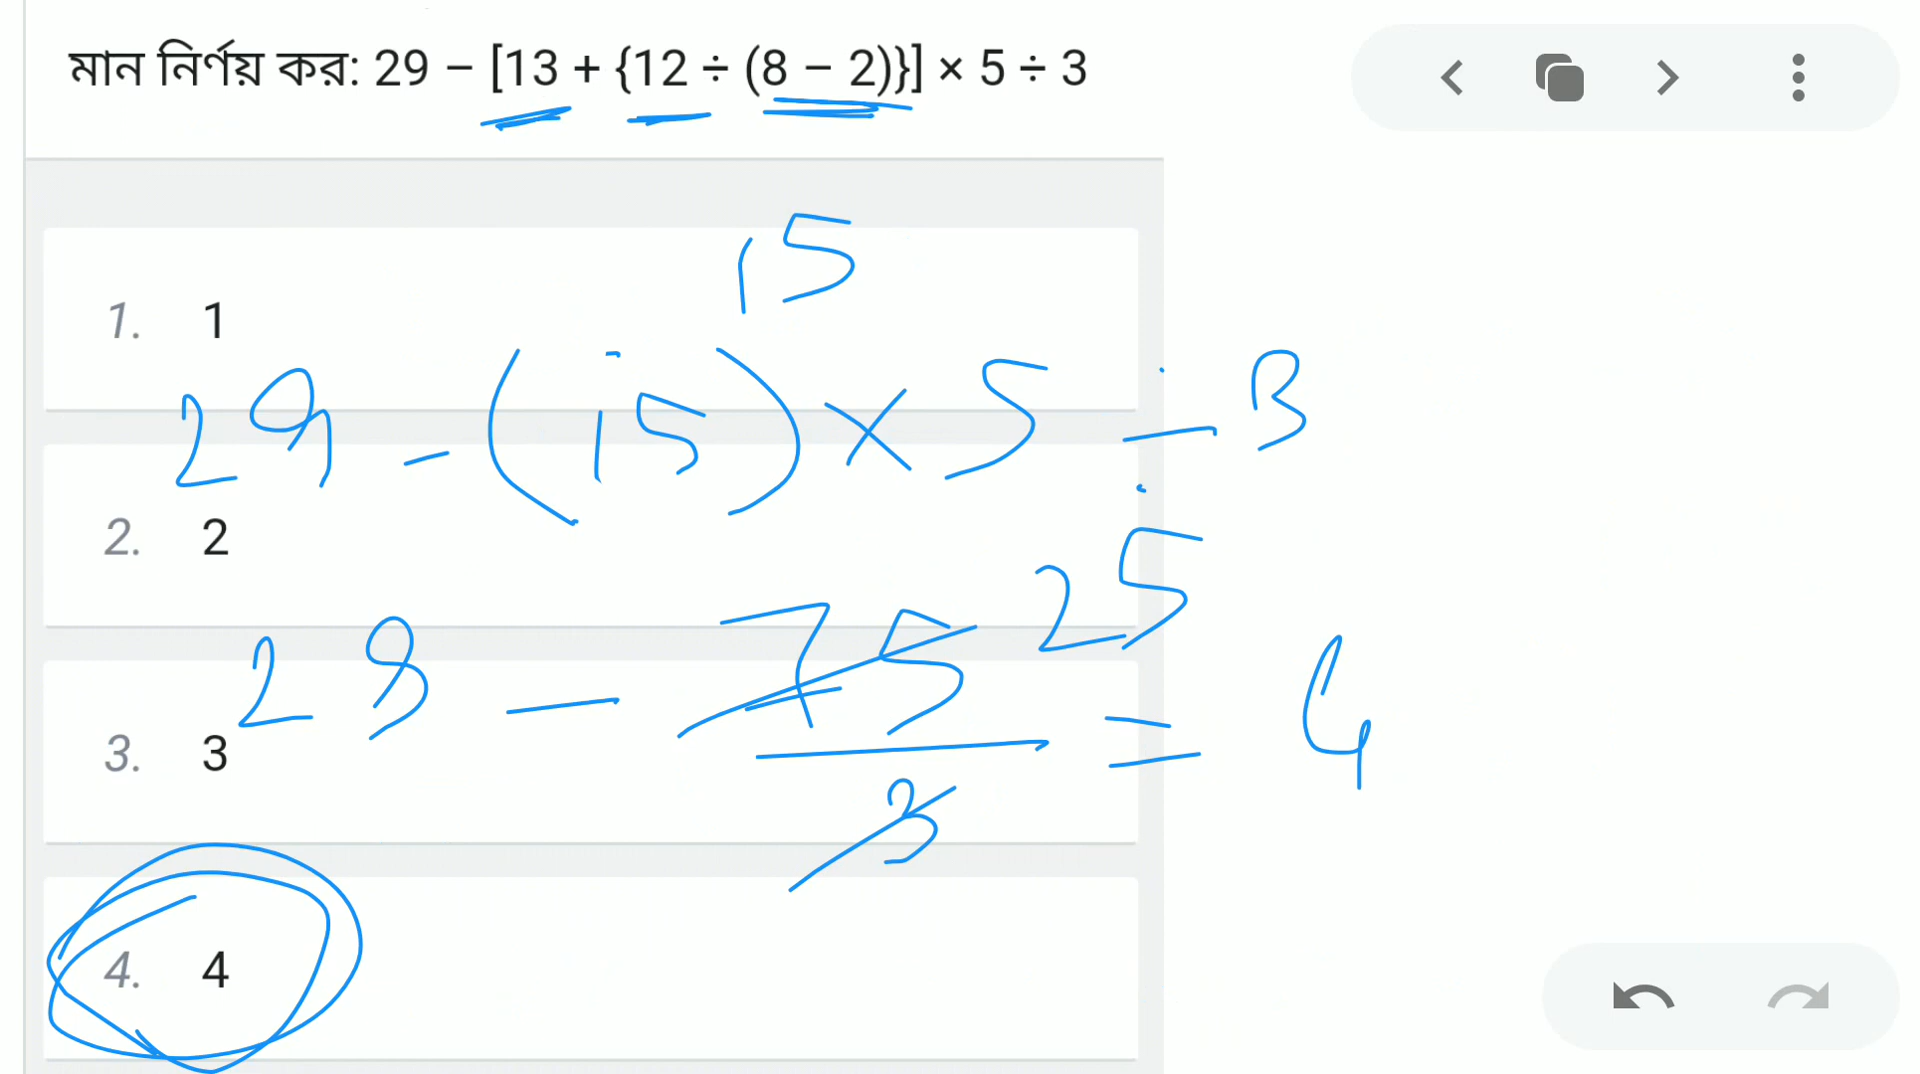 মান নির্ণয় কর: 29 – [13 + {12 ÷ (8 – 2)}] × 5 ÷ 3
15
1. 1
29 - (15) × 5 ÷ 3
2. 2
25
29 - 75/3 = 4
3. 3
4. 4